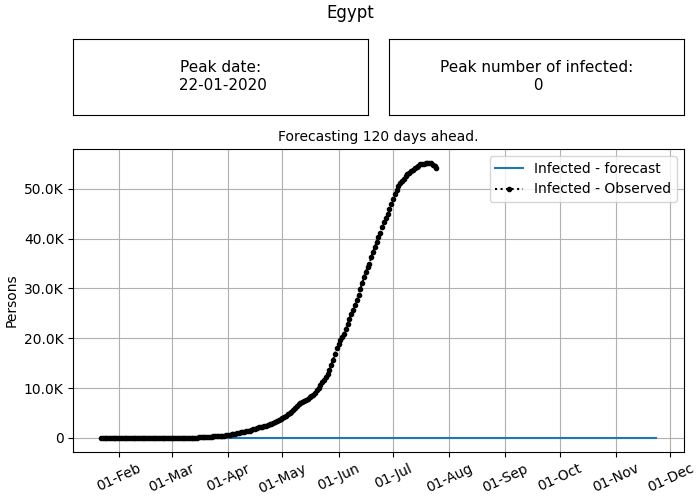 Egypt
Peak date:
22-01-2020
Peak number of infected:
0
Forecasting 120 days ahead.
Infected - forecast
Infected - Observed
Persons
50.0K
40.0K
30.0K
20.0K
10.0K
0
01-Feb
01-Mar
01-Apr
01-May
01-Jun
01-Jul
01-Aug
01-Sep
01-Oct
01-Nov
01-Dec